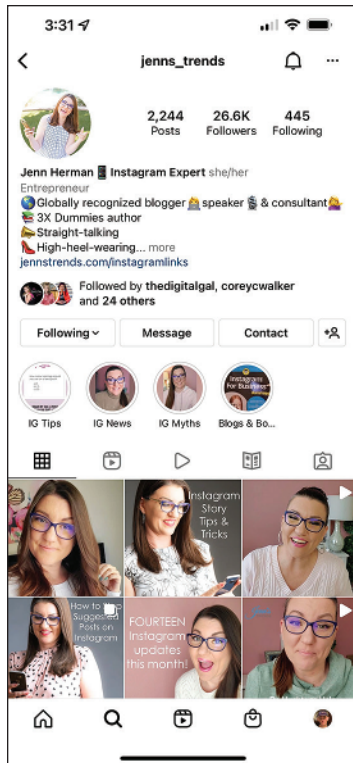 3:31
jenns_trends
2,244
Posts
26.6K
Followers
445
Following
Jenn Herman Instagram Expert she/her
Entrepreneur
Globally recognized blogger speaker & consultant
3X Dummies author
Straight-talking
High-heel-wearing... more
jennstrends.com/instagramlinks
Followed by thedigitalgal, coreycwalker
and 24 others
Following
Message
Contact
IG Tips
IG News
IG Myths
Blogs & Bo...
Instagram
For Business
Instagram
Story
Tips &
Tricks
How to
Suggested
Posts on
Instagram
FOURTEEN
Instagram
updates
this month!